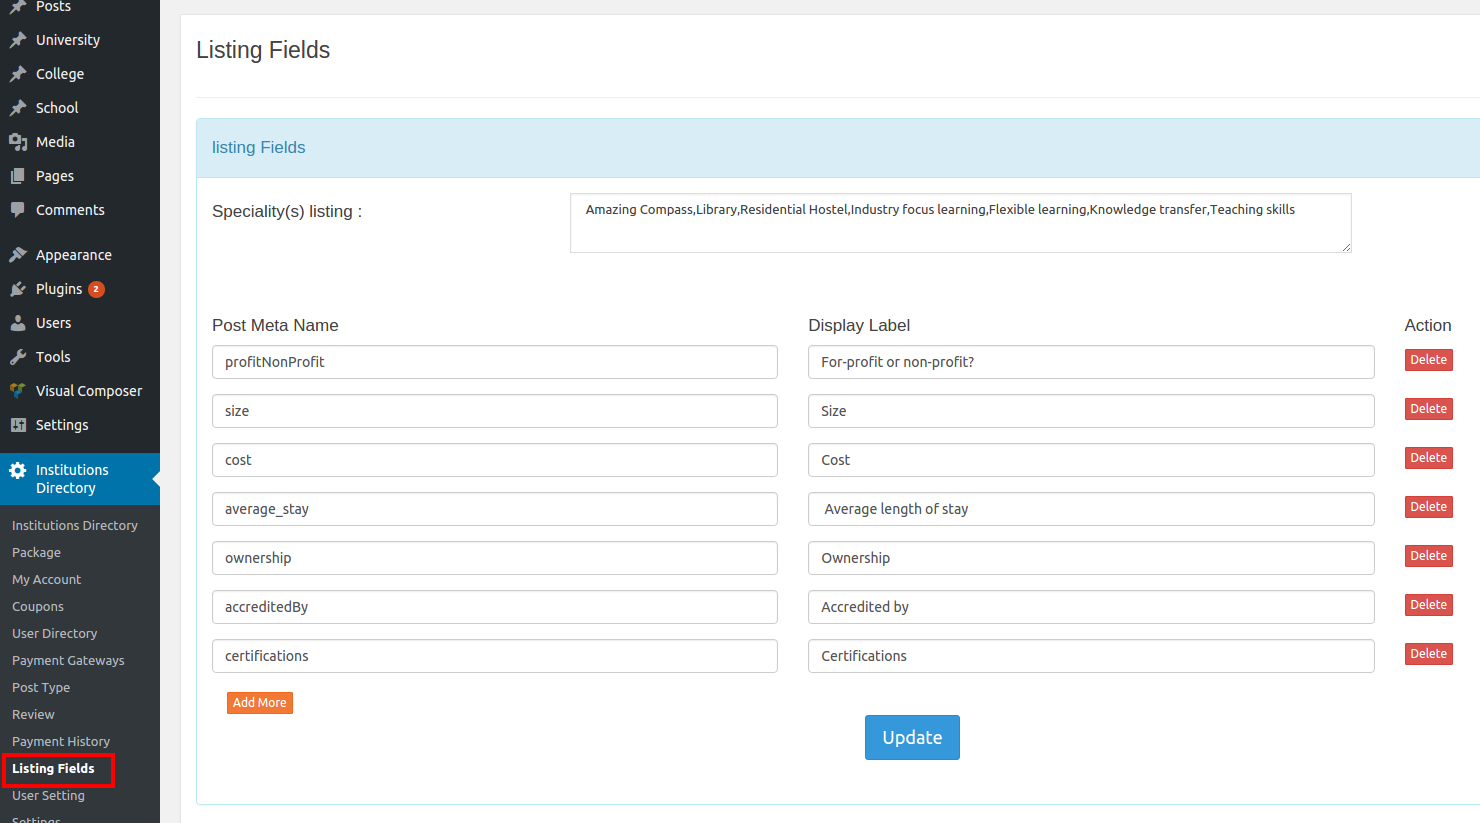 Posts
University
College
School
Media
Pages
Comments
Appearance
Plugins 2
Users
Tools
Visual Composer
Settings
Institutions
Directory
Institutions Directory
Package
My Account
Coupons
User Directory
Payment Gateways
Post Type
Review
Payment History
Listing Fields
User Setting
Settings
Listing Fields
listing Fields
Speciality(s) listing :
Amazing Compass,Library,Residential Hostel,Industry focus learning,Flexible learning,Knowledge transfer,Teaching skills
Post Meta Name Display Label Action
profitNonProfit For-profit or non-profit? Delete
size Size Delete
cost Cost Delete
average_stay Average length of stay Delete
ownership Ownership Delete
accreditedBy Accredited by Delete
certifications Certifications Delete
Add More
Update